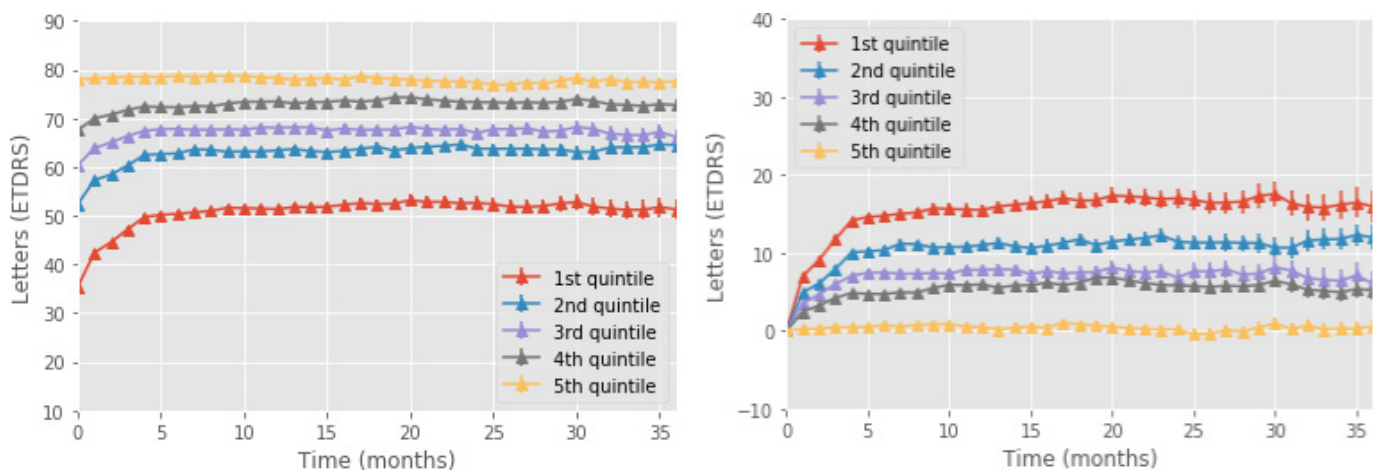 90
80
70
60
50
40
30
20
10
Letters (ETDRS)
1st quintile
2nd quintile
3rd quintile
4th quintile
5th quintile
0 5 10 15 20 25 30 35
Time (months)
40
30
20
10
0
−10
Letters (ETDRS)
1st quintile
2nd quintile
3rd quintile
4th quintile
5th quintile
0 5 10 15 20 25 30 35
Time (months)